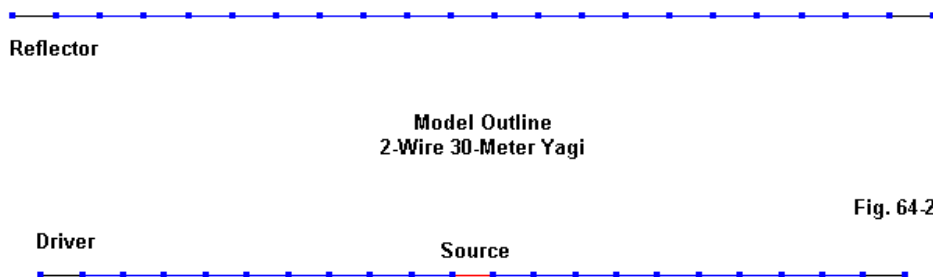 Reflector
Model Outline
2-Wire 30-Meter Yagi
Fig. 64-2
Driver
Source